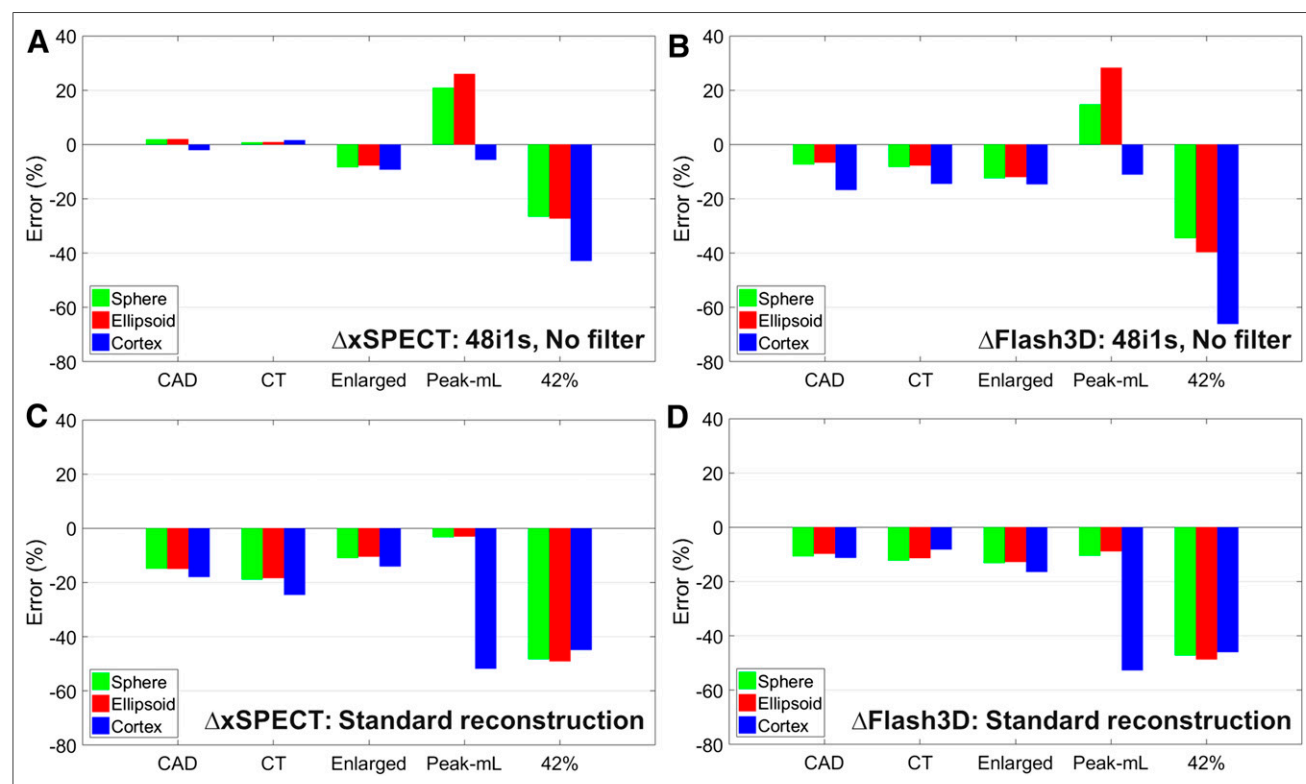 A
40
20
0
-20
-40
-60
-80
Error (%)
Sphere
Ellipsoid
Cortex
∆xSPECT: 48i1s, No filter
CAD CT Enlarged Peak-mL 42%
B
40
20
0
-20
-40
-60
-80
Error (%)
Sphere
Ellipsoid
Cortex
∆Flash3D: 48i1s, No filter
CAD CT Enlarged Peak-mL 42%
C
40
20
0
-20
-40
-60
-80
Error (%)
Sphere
Ellipsoid
Cortex
∆xSPECT: Standard reconstruction
CAD CT Enlarged Peak-mL 42%
D
40
20
0
-20
-40
-60
-80
Error (%)
Sphere
Ellipsoid
Cortex
∆Flash3D: Standard reconstruction
CAD CT Enlarged Peak-mL 42%